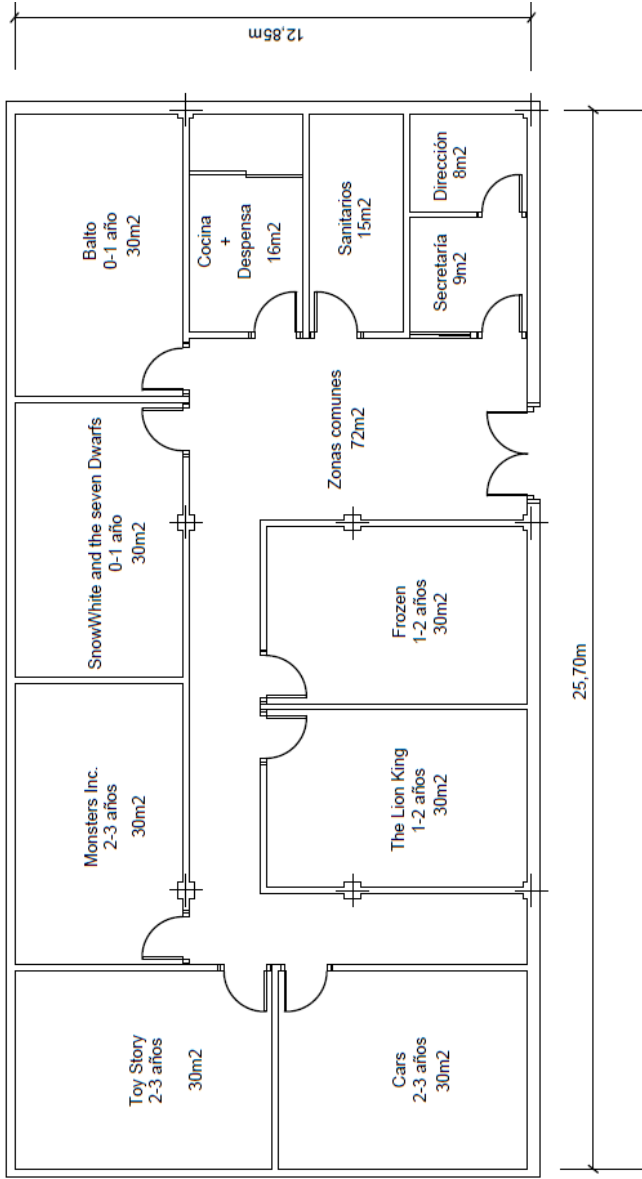 Toy Story
2-3 años
30m2
Monsters Inc.
2-3 años
30m2
SnowWhite and the seven Dwarfs
0-1 año
30m2
Balto
0-1 año
30m2
12,85m
Cocina
+
Despensa
16m2
Cars
2-3 años
30m2
The Lion King
1-2 años
30m2
Frozen
1-2 años
30m2
Zonas comunes
72m2
Sanitarios
15m2
Secretaría
9m2
Dirección
8m2
25,70m